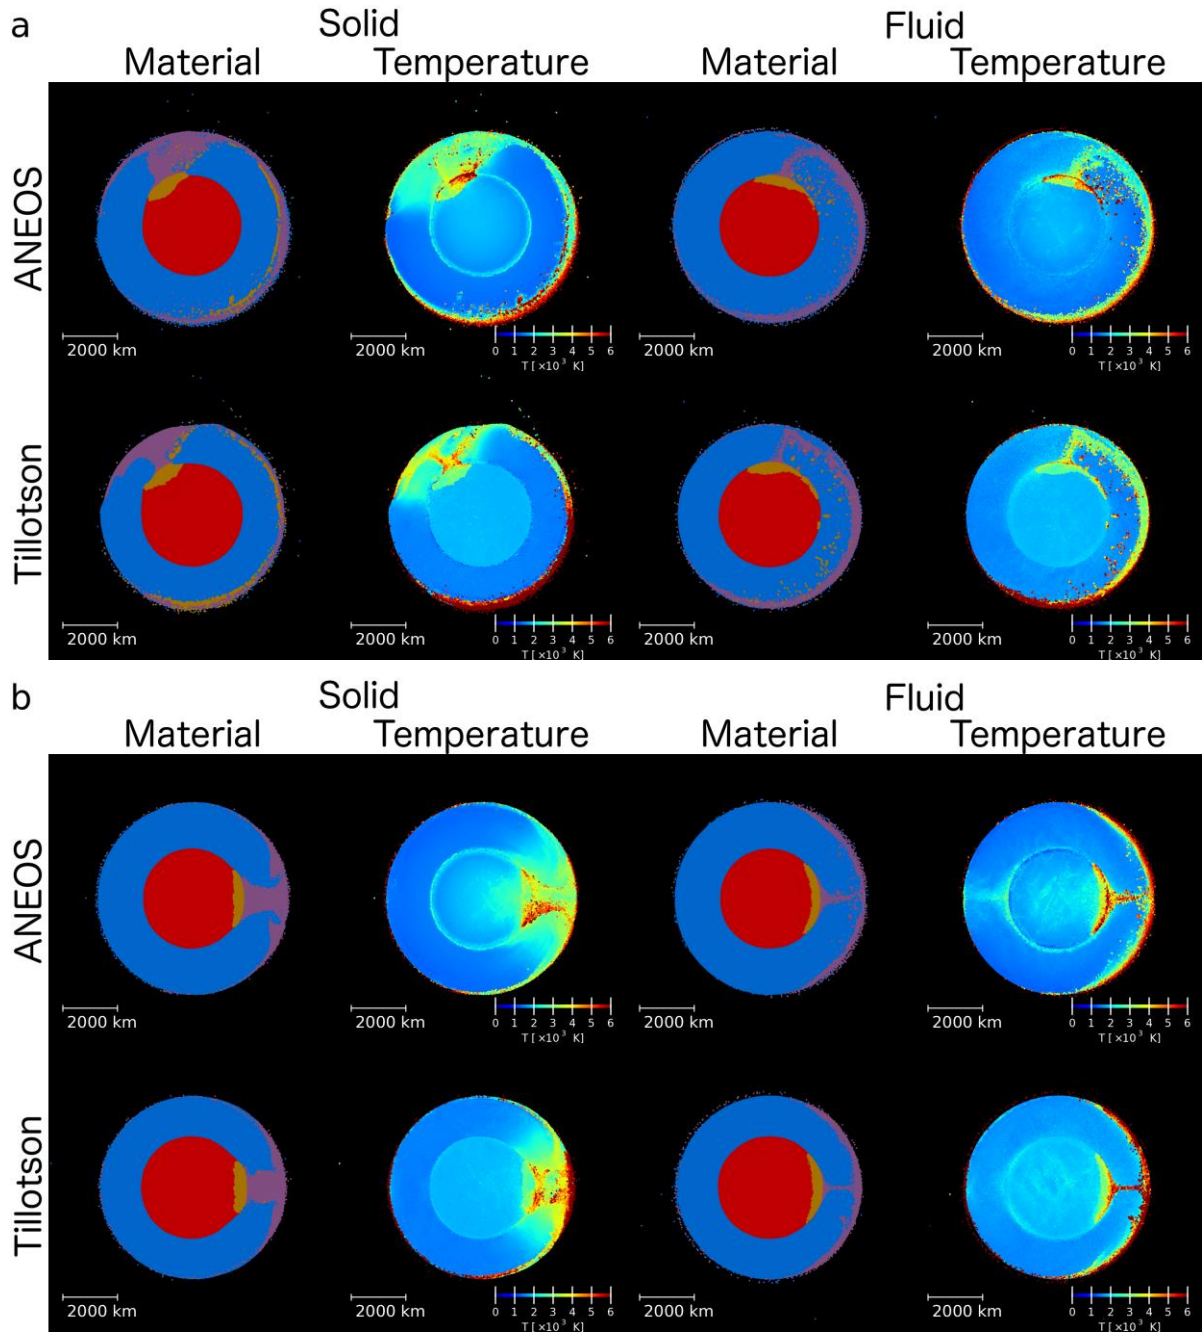 a
Solid Fluid
Material Temperature Material Temperature
ANEOS
2000 km 2000 km 2000 km 2000 km
0 1 2 3 4 5 6 0 1 2 3 4 5 6
T [ ×10³ K] T [ ×10³ K]
Tillotson
2000 km 2000 km 2000 km 2000 km
0 1 2 3 4 5 6 0 1 2 3 4 5 6
T [ ×10³ K] T [ ×10³ K]
b
Solid Fluid
Material Temperature Material Temperature
ANEOS
2000 km 2000 km 2000 km 2000 km
0 1 2 3 4 5 6 0 1 2 3 4 5 6
T [ ×10³ K] T [ ×10³ K]
Tillotson
2000 km 2000 km 2000 km 2000 km
0 1 2 3 4 5 6 0 1 2 3 4 5 6
T [ ×10³ K] T [ ×10³ K]